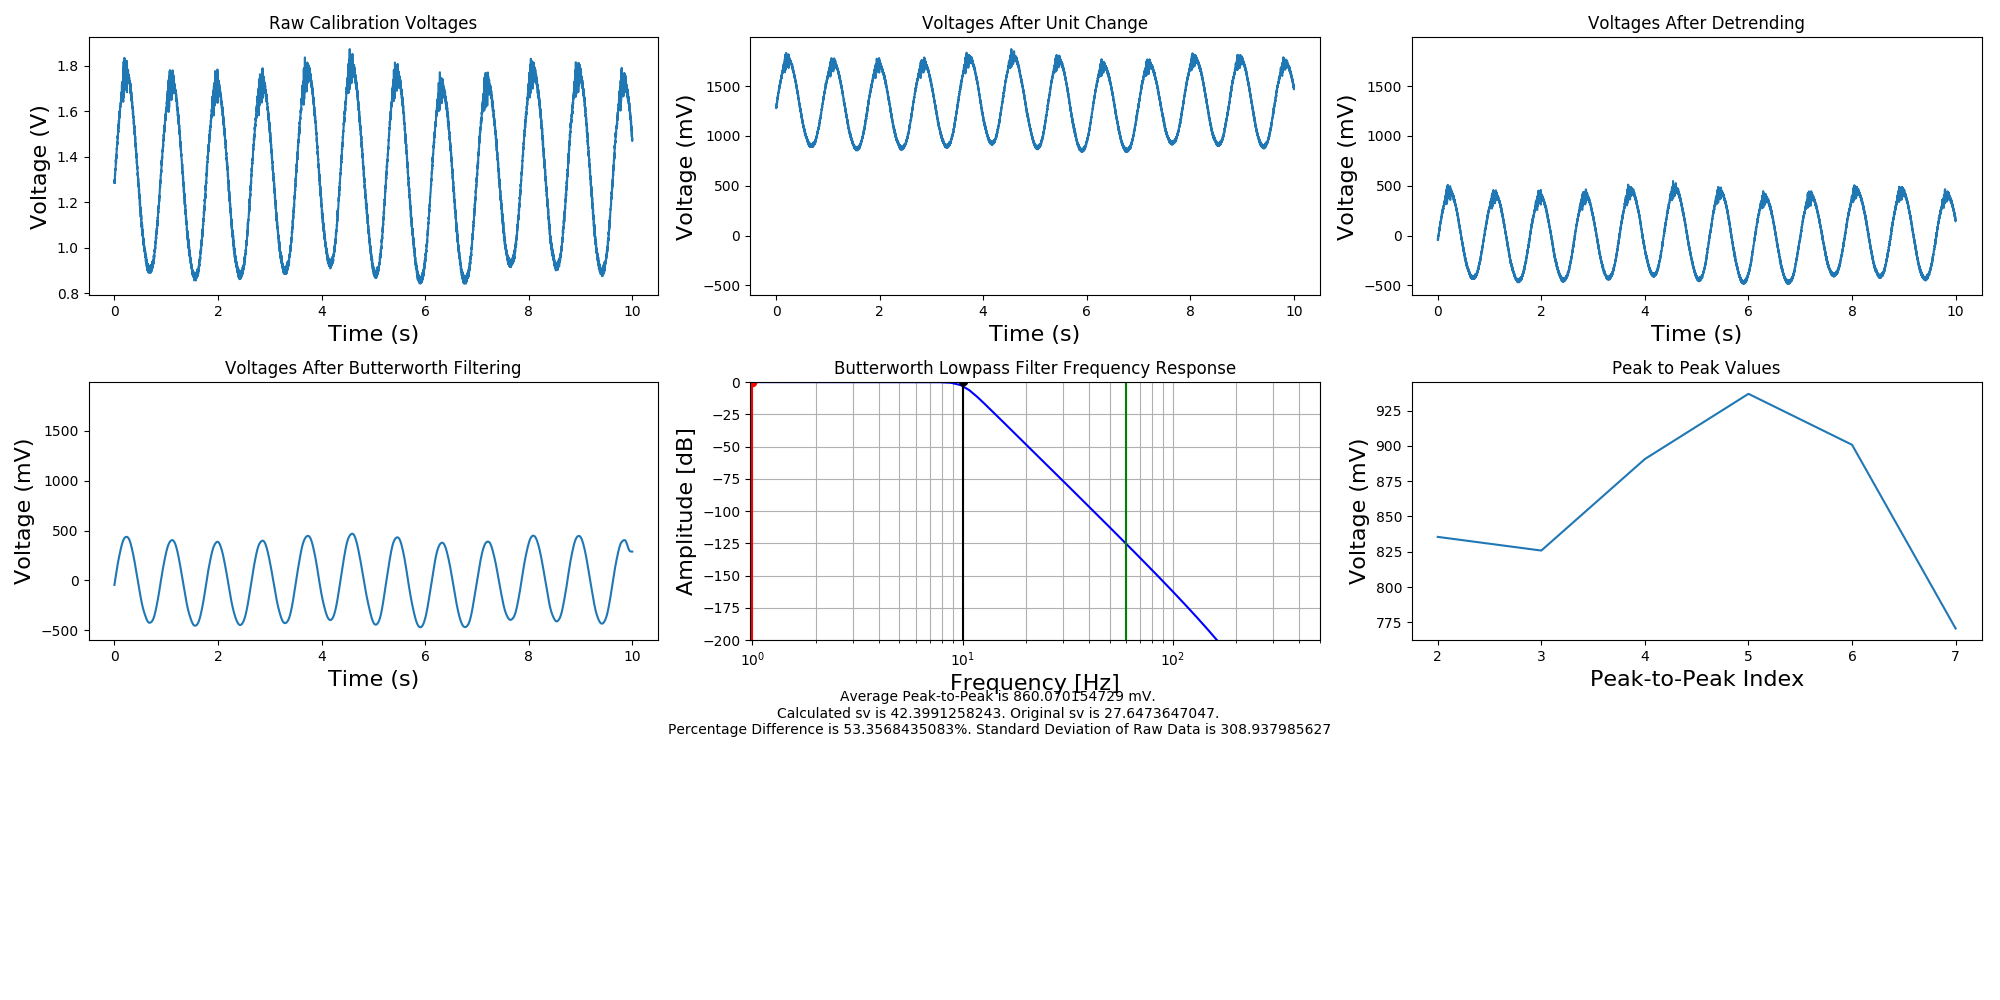 Raw Calibration Voltages
Voltage (V)
1.8
1.6
1.4
1.2
1.0
0.8
0 2 4 6 8 10
Time (s)
Voltages After Unit Change
Voltage (mV)
1500
1000
500
0
−500
0 2 4 6 8 10
Time (s)
Voltages After Detrending
Voltage (mV)
1500
1000
500
0
−500
0 2 4 6 8 10
Time (s)
Voltages After Butterworth Filtering
Voltage (mV)
1500
1000
500
0
−500
0 2 4 6 8 10
Time (s)
Butterworth Lowpass Filter Frequency Response
Amplitude [dB]
0
−25
−50
−75
−100
−125
−150
−175
−200
10⁰ 10¹ 10²
Frequency [Hz]
Peak to Peak Values
Voltage (mV)
925
900
875
850
825
800
775
2 3 4 5 6 7
Peak-to-Peak Index
Average Peak-to-Peak is 860.070154729 mV.
Calculated sv is 42.3991258243. Original sv is 27.6473647047.
Percentage Difference is 53.3568435083%. Standard Deviation of Raw Data is 308.937985627